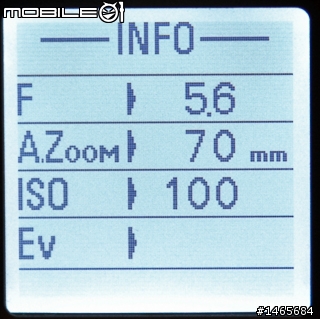 MOBILE01
INFO
F 5.6
A.ZOOM 70 mm
ISO 100
Ev
#1465684